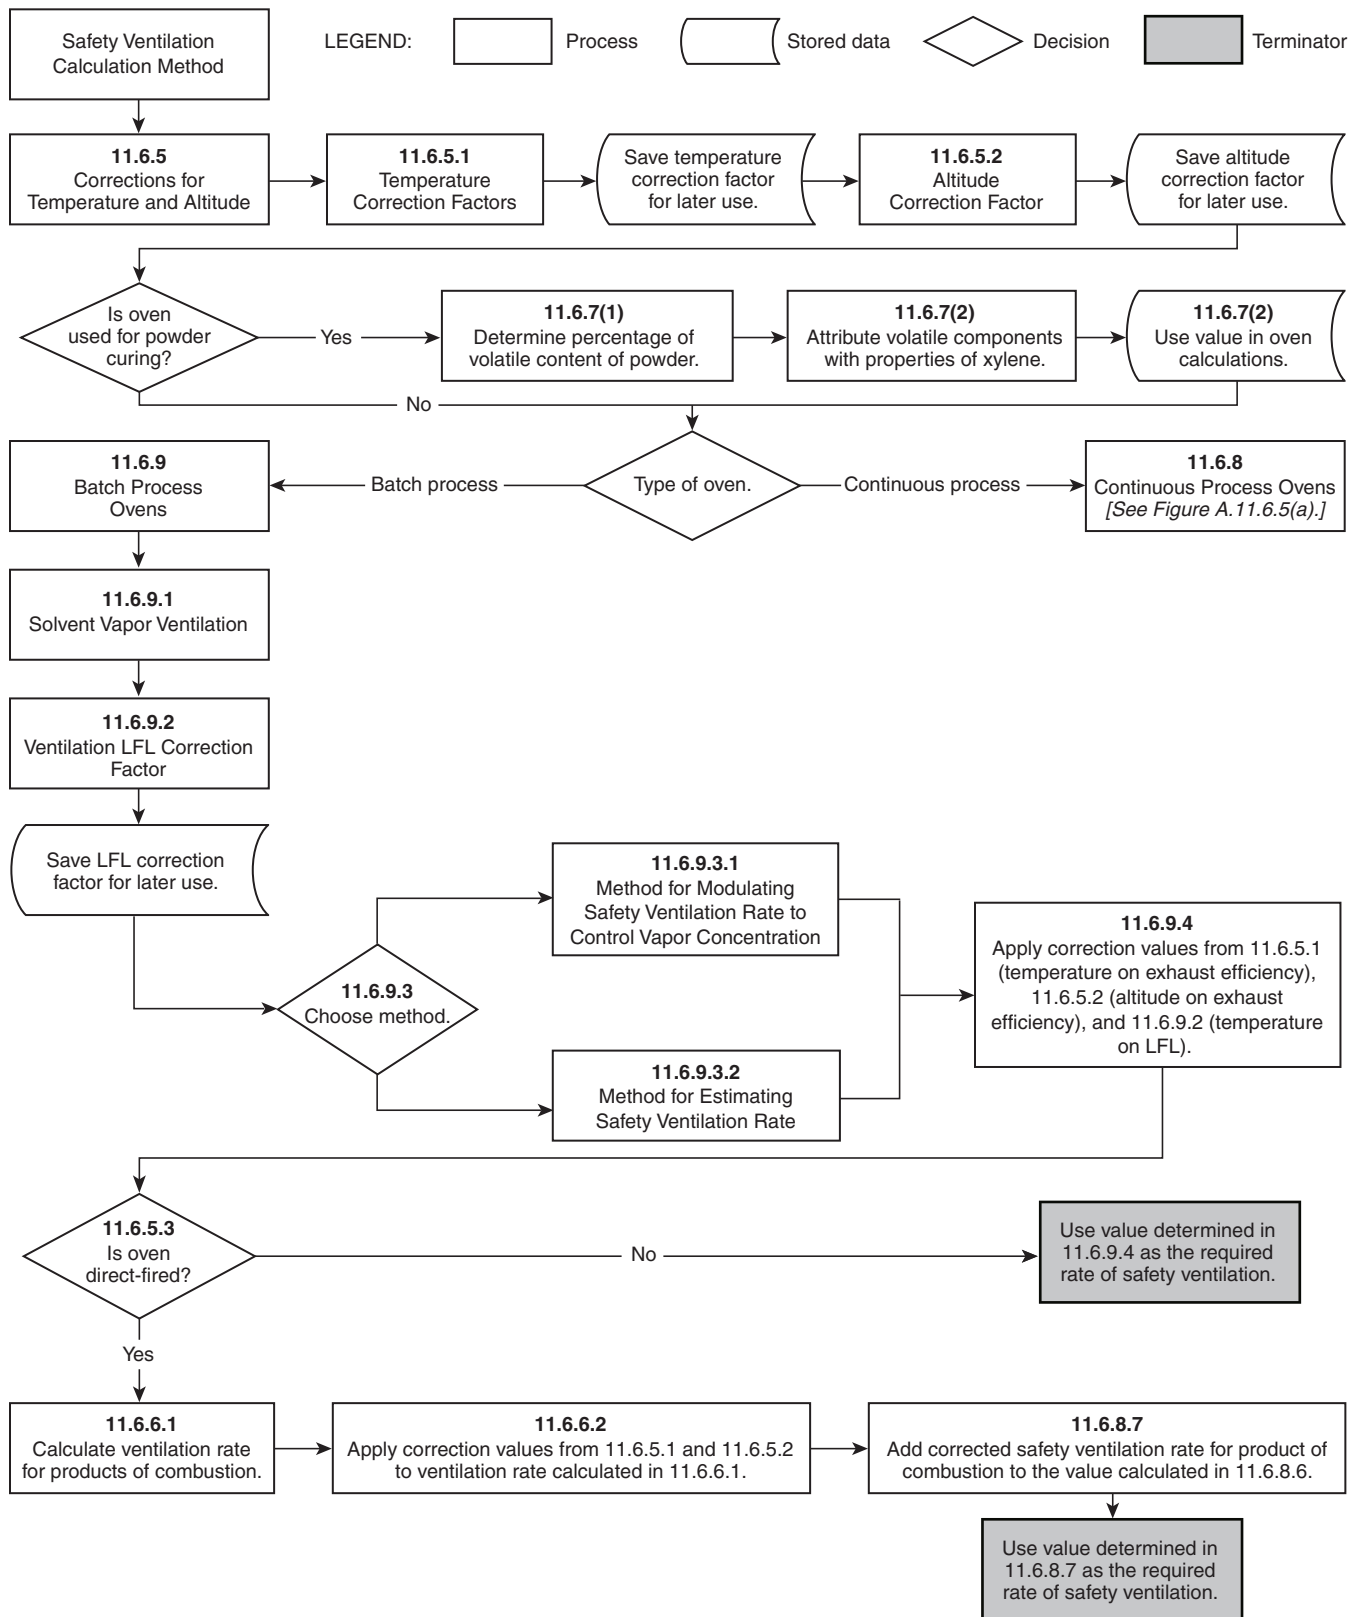 Safety Ventilation
Calculation Method
LEGEND:
Process
Stored data
Decision
Terminator
11.6.5
Corrections for
Temperature and Altitude
11.6.5.1
Temperature
Correction Factors
Save temperature
correction factor
for later use.
11.6.5.2
Altitude
Correction Factor
Save altitude
correction factor
for later use.
Is oven
used for powder
curing?
Yes
11.6.7(1)
Determine percentage of
volatile content of powder.
11.6.7(2)
Attribute volatile components
with properties of xylene.
11.6.7(2)
Use value in oven
calculations.
No
11.6.9
Batch Process
Ovens
Batch process
Type of oven.
Continuous process
11.6.8
Continuous Process Ovens
[See Figure A.11.6.5(a).]
11.6.9.1
Solvent Vapor Ventilation
11.6.9.2
Ventilation LFL Correction
Factor
Save LFL correction
factor for later use.
11.6.9.3
Choose method.
11.6.9.3.1
Method for Modulating
Safety Ventilation Rate to
Control Vapor Concentration
11.6.9.3.2
Method for Estimating
Safety Ventilation Rate
11.6.9.4
Apply correction values from 11.6.5.1
(temperature on exhaust efficiency),
11.6.5.2 (altitude on exhaust
efficiency), and 11.6.9.2 (temperature
on LFL).
11.6.5.3
Is oven
direct-fired?
No
Use value determined in
11.6.9.4 as the required
rate of safety ventilation.
Yes
11.6.6.1
Calculate ventilation rate
for products of combustion.
11.6.6.2
Apply correction values from 11.6.5.1 and 11.6.5.2
to ventilation rate calculated in 11.6.6.1.
11.6.8.7
Add corrected safety ventilation rate for product of
combustion to the value calculated in 11.6.8.6.
Use value determined in
11.6.8.7 as the required
rate of safety ventilation.